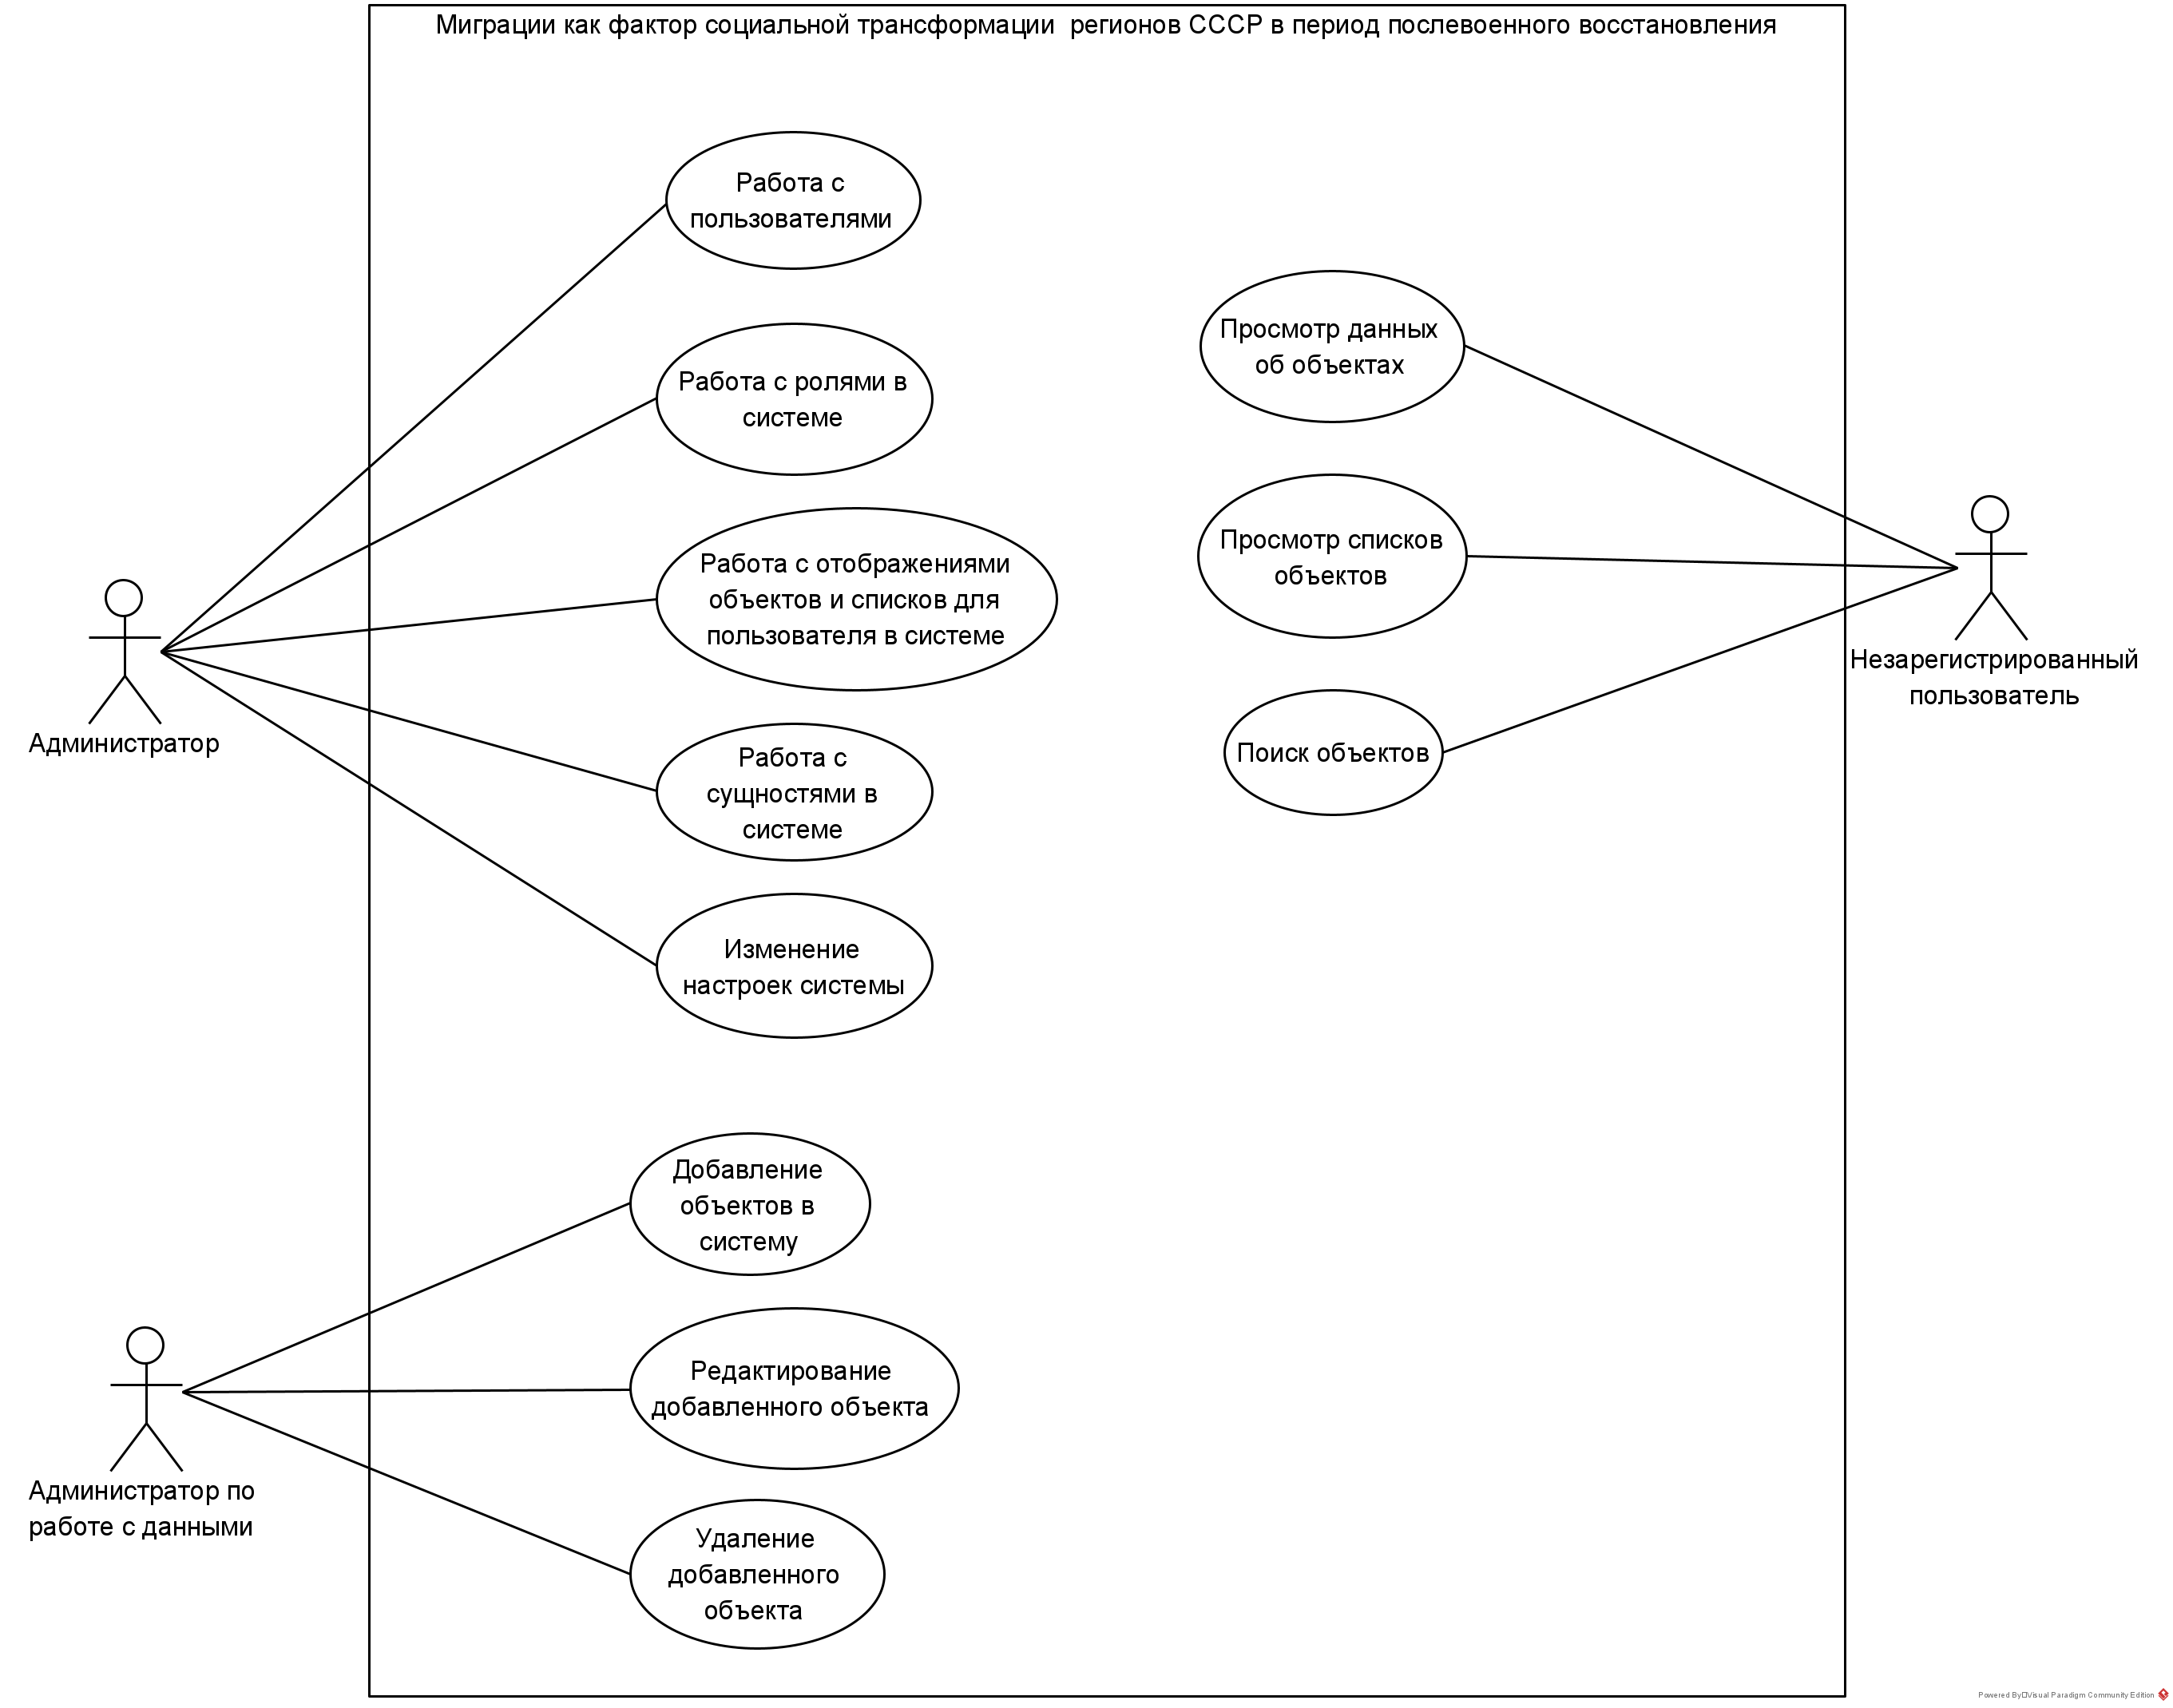 Миграции как фактор социальной трансформации  регионов СССР в период послевоенного восстановления
Работа с
пользователями
Работа с ролями в
системе
Работа с отображениями
объектов и списков для
пользователя в системе
Работа с
сущностями в
системе
Изменение
настроек системы
Администратор
Просмотр данных
об объектах
Просмотр списков
объектов
Поиск объектов
Незарегистрированный
пользователь
Добавление
объектов в
систему
Редактирование
добавленного объекта
Удаление
добавленного
объекта
Администратор по
работе с данными
Powered By Visual Paradigm Community Edition